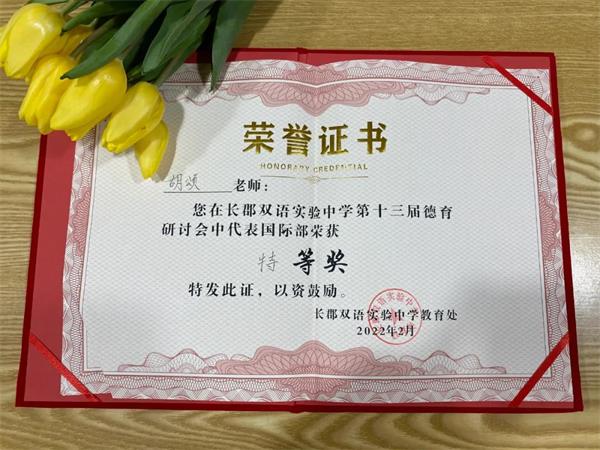 荣誉证书
HONORARY CREDENTIAL
胡颂 老师：
您在长郡双语实验中学第十三届德育
研讨会中代表国际部荣获
特等奖
特发此证，以资鼓励。
长郡双语实验中学教育处
2022年2月